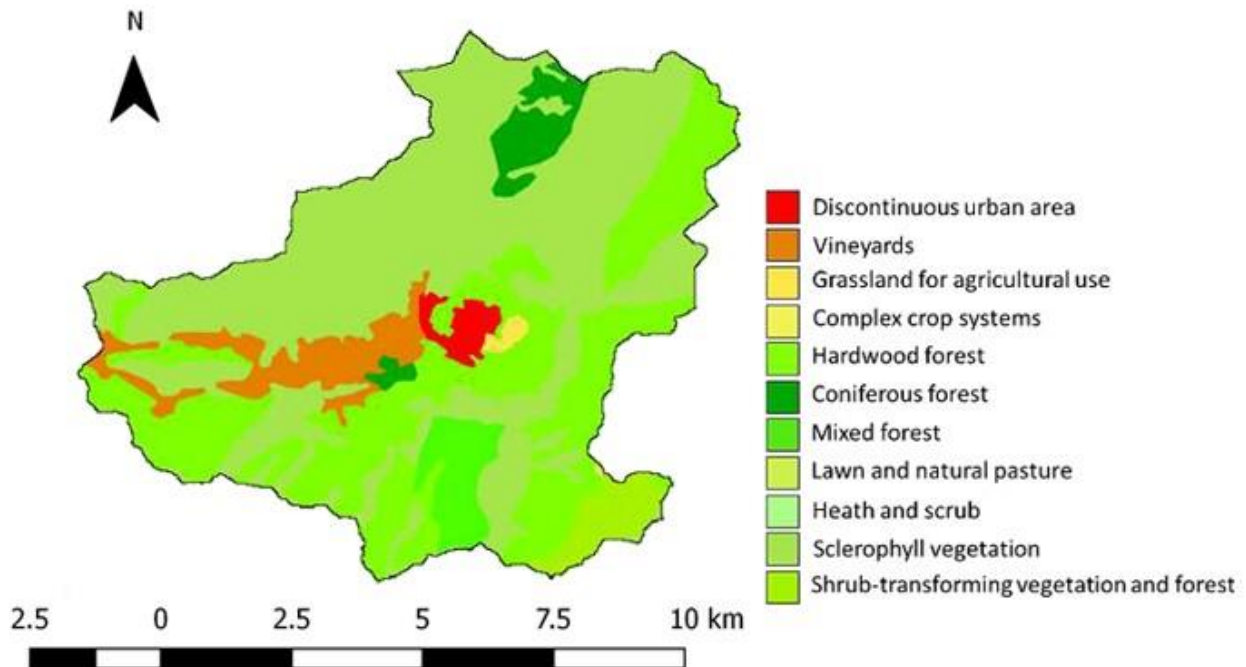 N
Discontinuous urban area
Vineyards
Grassland for agricultural use
Complex crop systems
Hardwood forest
Coniferous forest
Mixed forest
Lawn and natural pasture
Heath and scrub
Sclerophyll vegetation
Shrub-transforming vegetation and forest
2.5 0 2.5 5 7.5 10 km